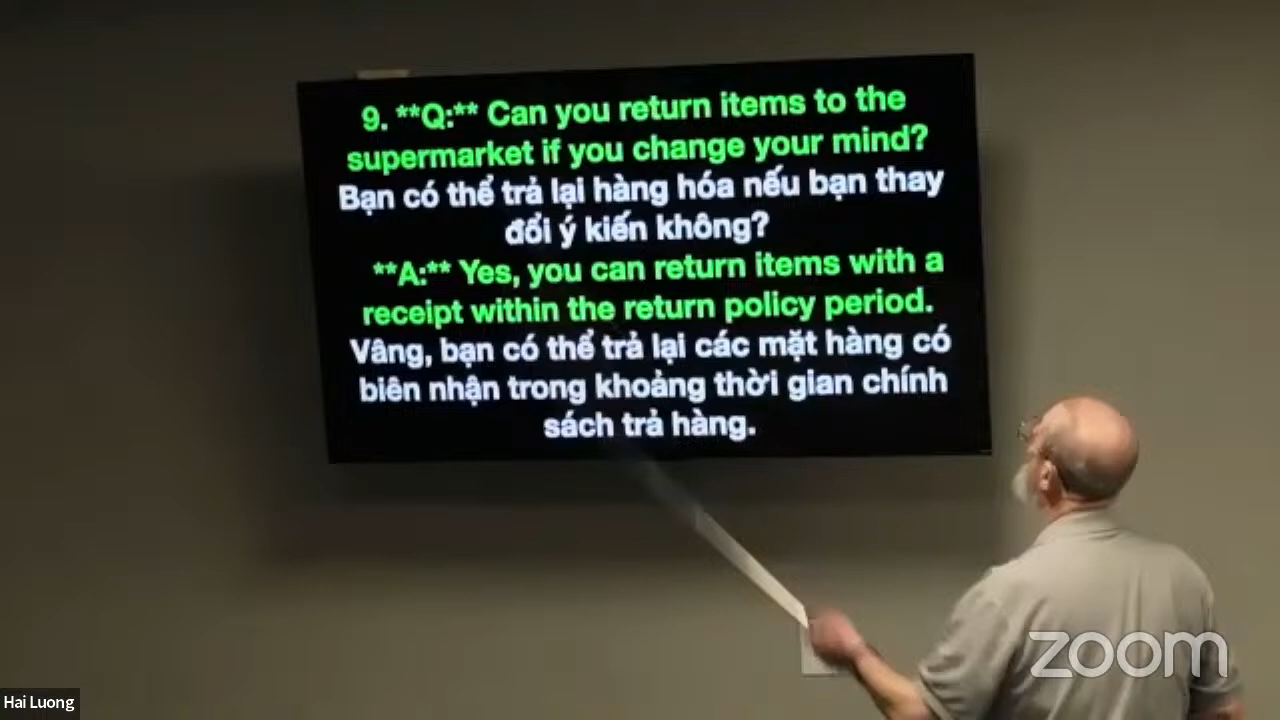 9. **Q:** Can you return items to the
supermarket if you change your mind?
Bạn có thể trả lại hàng hóa nếu bạn thay
đổi ý kiến không?
**A:** Yes, you can return items with a
receipt within the return policy period.
Vâng, bạn có thể trả lại các mặt hàng có
biên nhận trong khoảng thời gian chính
sách trả hàng.
zoom
Hai Luong